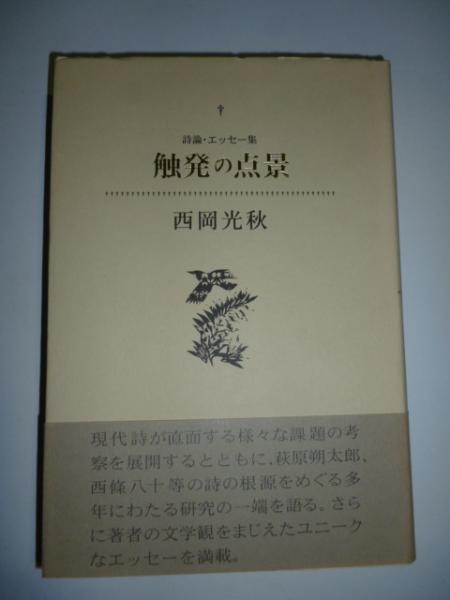 詩論・エッセー集
触発の点景
西岡光秋
現代詩が直面する様々な課題の考
察を展開するとともに、萩原朔太郎、
西條八十等の詩の根源をめぐる多
年にわたる研究の一端を語る。さら
に著者の文学観をまじえたユニーク
なエッセーを満載。